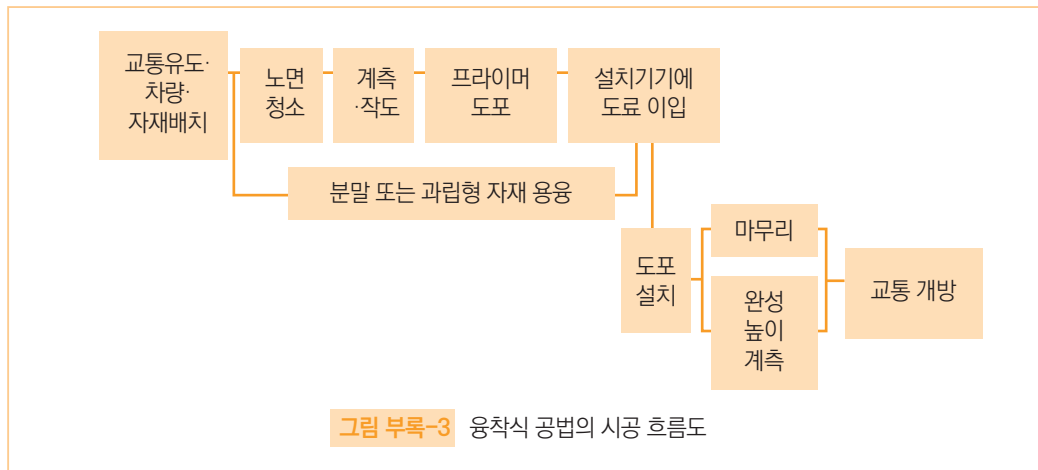 교통유도·
차량·
자재배치
노면
청소
계측
·작도
프라이머
도포
설치기기에
도료 이입
분말 또는 과립형 자재 용융
도포
설치
마무리
완성
높이
계측
교통 개방
그림 부록-3 융착식 공법의 시공 흐름도